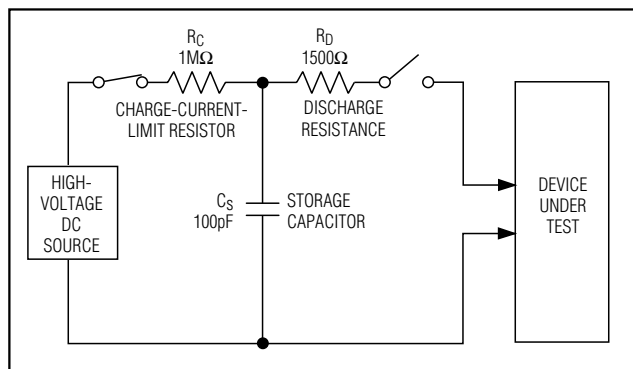 RC
1MΩ
CHARGE-CURRENT-
LIMIT RESISTOR
RD
1500Ω
DISCHARGE
RESISTANCE
HIGH-
VOLTAGE
DC
SOURCE
CS
100pF
STORAGE
CAPACITOR
DEVICE
UNDER
TEST